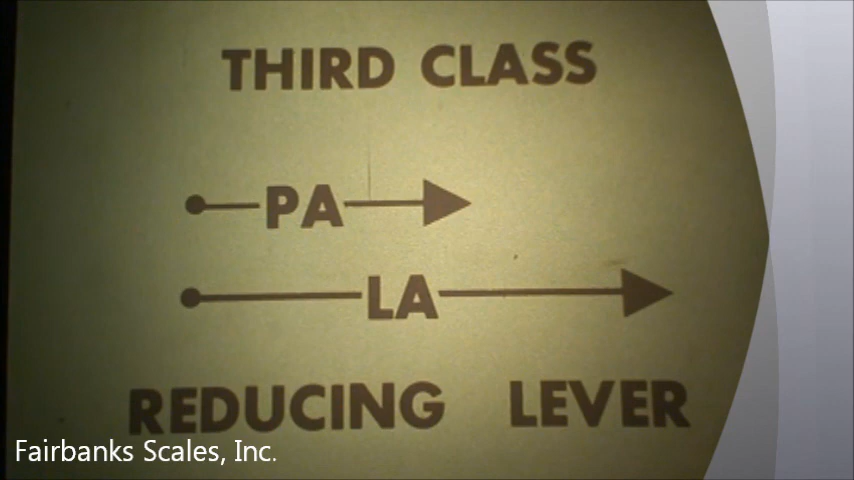 THIRD CLASS
PA
LA
REDUCING LEVER
Fairbanks Scales, Inc.